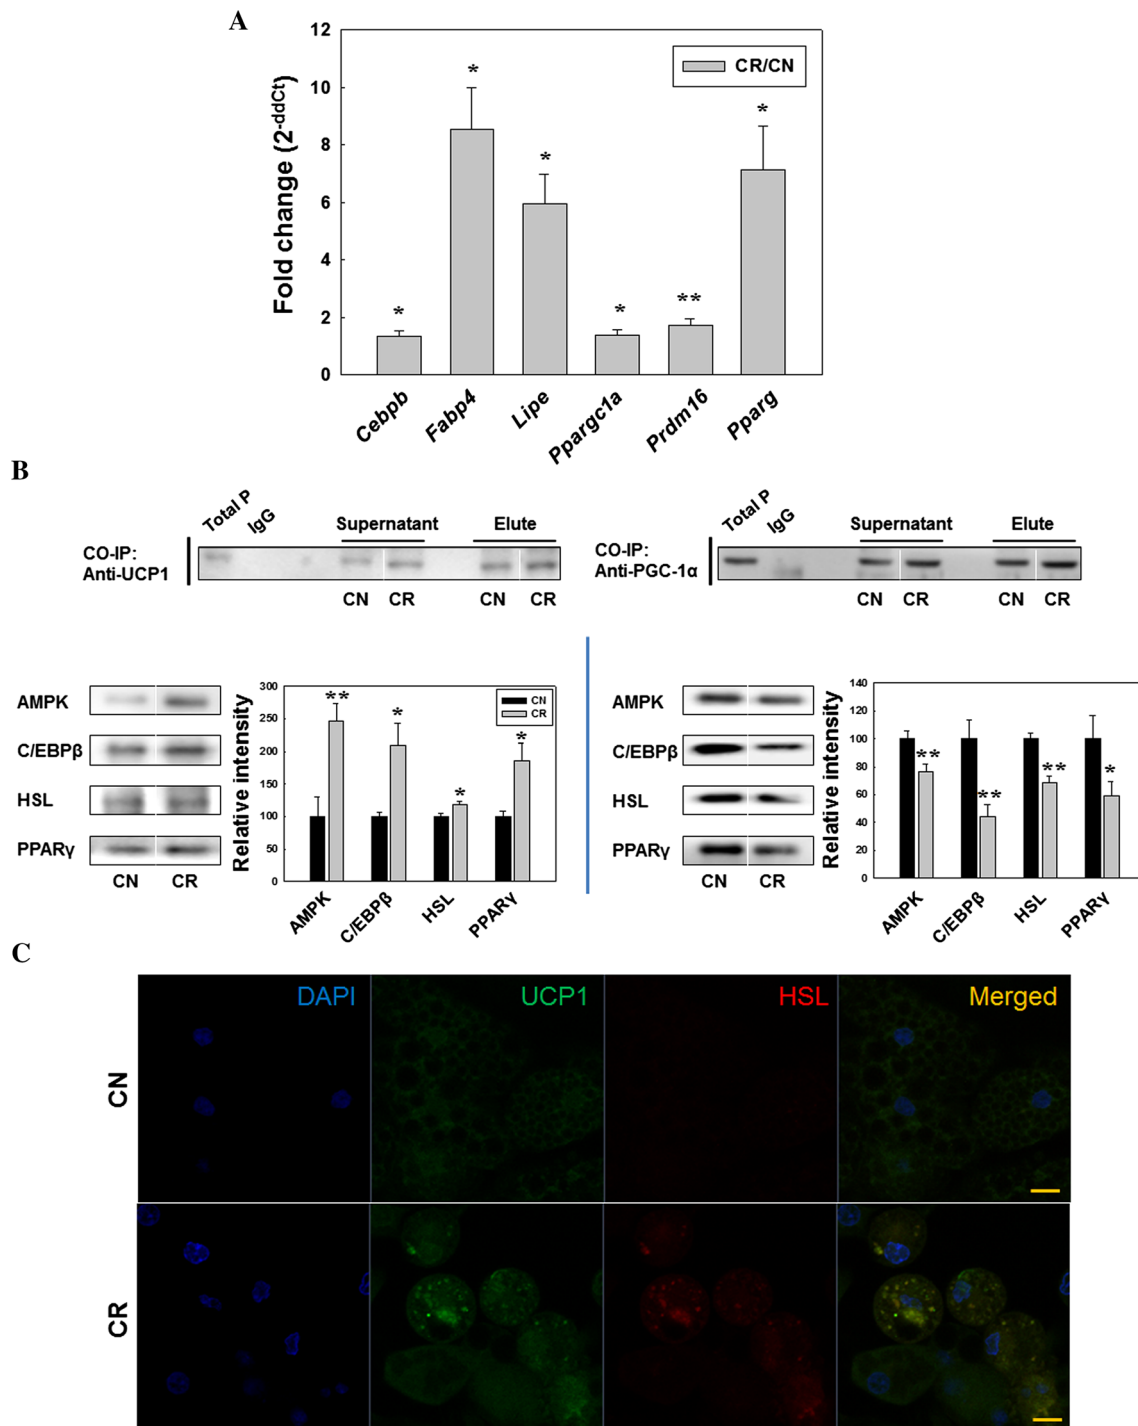 A
12
10
8
6
4
2
0
Fold change (2-ddCt)
CR/CN
*
*
*
*
**
*
Cebpb
Fabp4
Lipe
Ppargc1a
Prdm16
Pparg
B
Total P
IgG
Supernatant
Elute
CO-IP:
Anti-UCP1
CN
CR
CN
CR
Total P
IgG
Supernatant
Elute
CO-IP:
Anti-PGC-1α
CN
CR
CN
CR
AMPK
C/EBPβ
HSL
PPARγ
CN
CR
Relative intensity
300
250
200
150
100
50
0
CN
CR
**
*
*
*
AMPK
C/EBPβ
HSL
PPARγ
AMPK
C/EBPβ
HSL
PPARγ
CN
CR
Relative intensity
140
120
100
80
60
40
20
0
**
**
**
*
AMPK
C/EBPβ
HSL
PPARγ
C
DAPI
UCP1
HSL
Merged
CN
CR